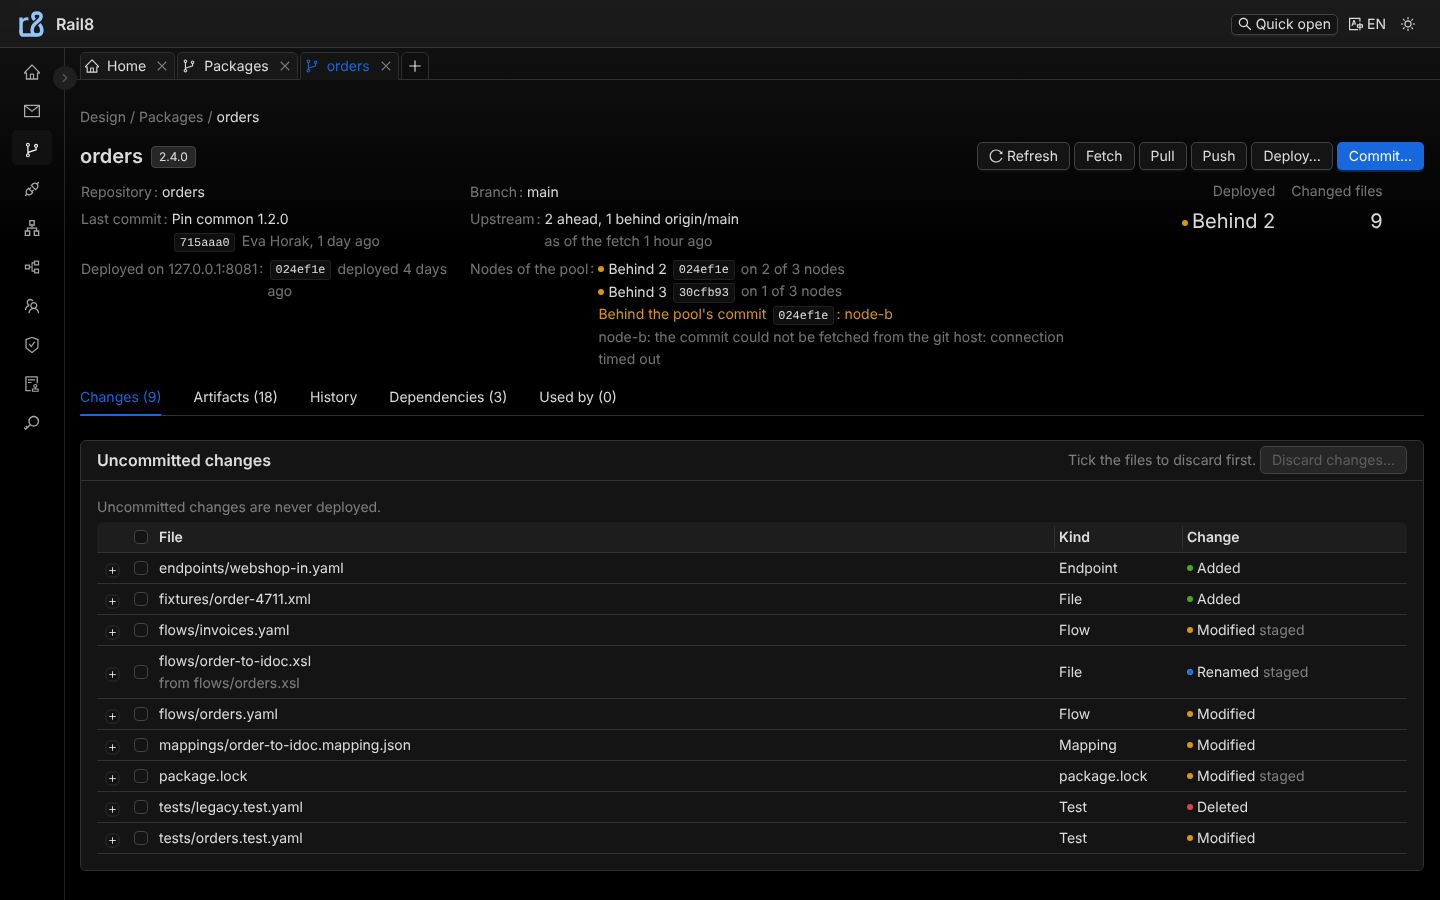 r8 Rail8
Quick open EN
Home Packages orders
Design / Packages / orders
orders 2.4.0
Refresh Fetch Pull Push Deploy... Commit...
Repository: orders
Branch: main
Deployed Changed files
Behind 2 9
Last commit: Pin common 1.2.0
715aaa0 Eva Horak, 1 day ago
Upstream: 2 ahead, 1 behind origin/main
as of the fetch 1 hour ago
Deployed on 127.0.0.1:8081: 024ef1e deployed 4 days
ago
Nodes of the pool: Behind 2 024ef1e on 2 of 3 nodes
Behind 3 30cfb93 on 1 of 3 nodes
Behind the pool's commit 024ef1e : node-b
node-b: the commit could not be fetched from the git host: connection
timed out
Changes (9) Artifacts (18) History Dependencies (3) Used by (0)
Uncommitted changes
Tick the files to discard first. Discard changes...
Uncommitted changes are never deployed.
File Kind Change
endpoints/webshop-in.yaml Endpoint Added
fixtures/order-4711.xml File Added
flows/invoices.yaml Flow Modified staged
flows/order-to-idoc.xsl File Renamed staged
from flows/orders.xsl
flows/orders.yaml Flow Modified
mappings/order-to-idoc.mapping.json Mapping Modified
package.lock package.lock Modified staged
tests/legacy.test.yaml Test Deleted
tests/orders.test.yaml Test Modified